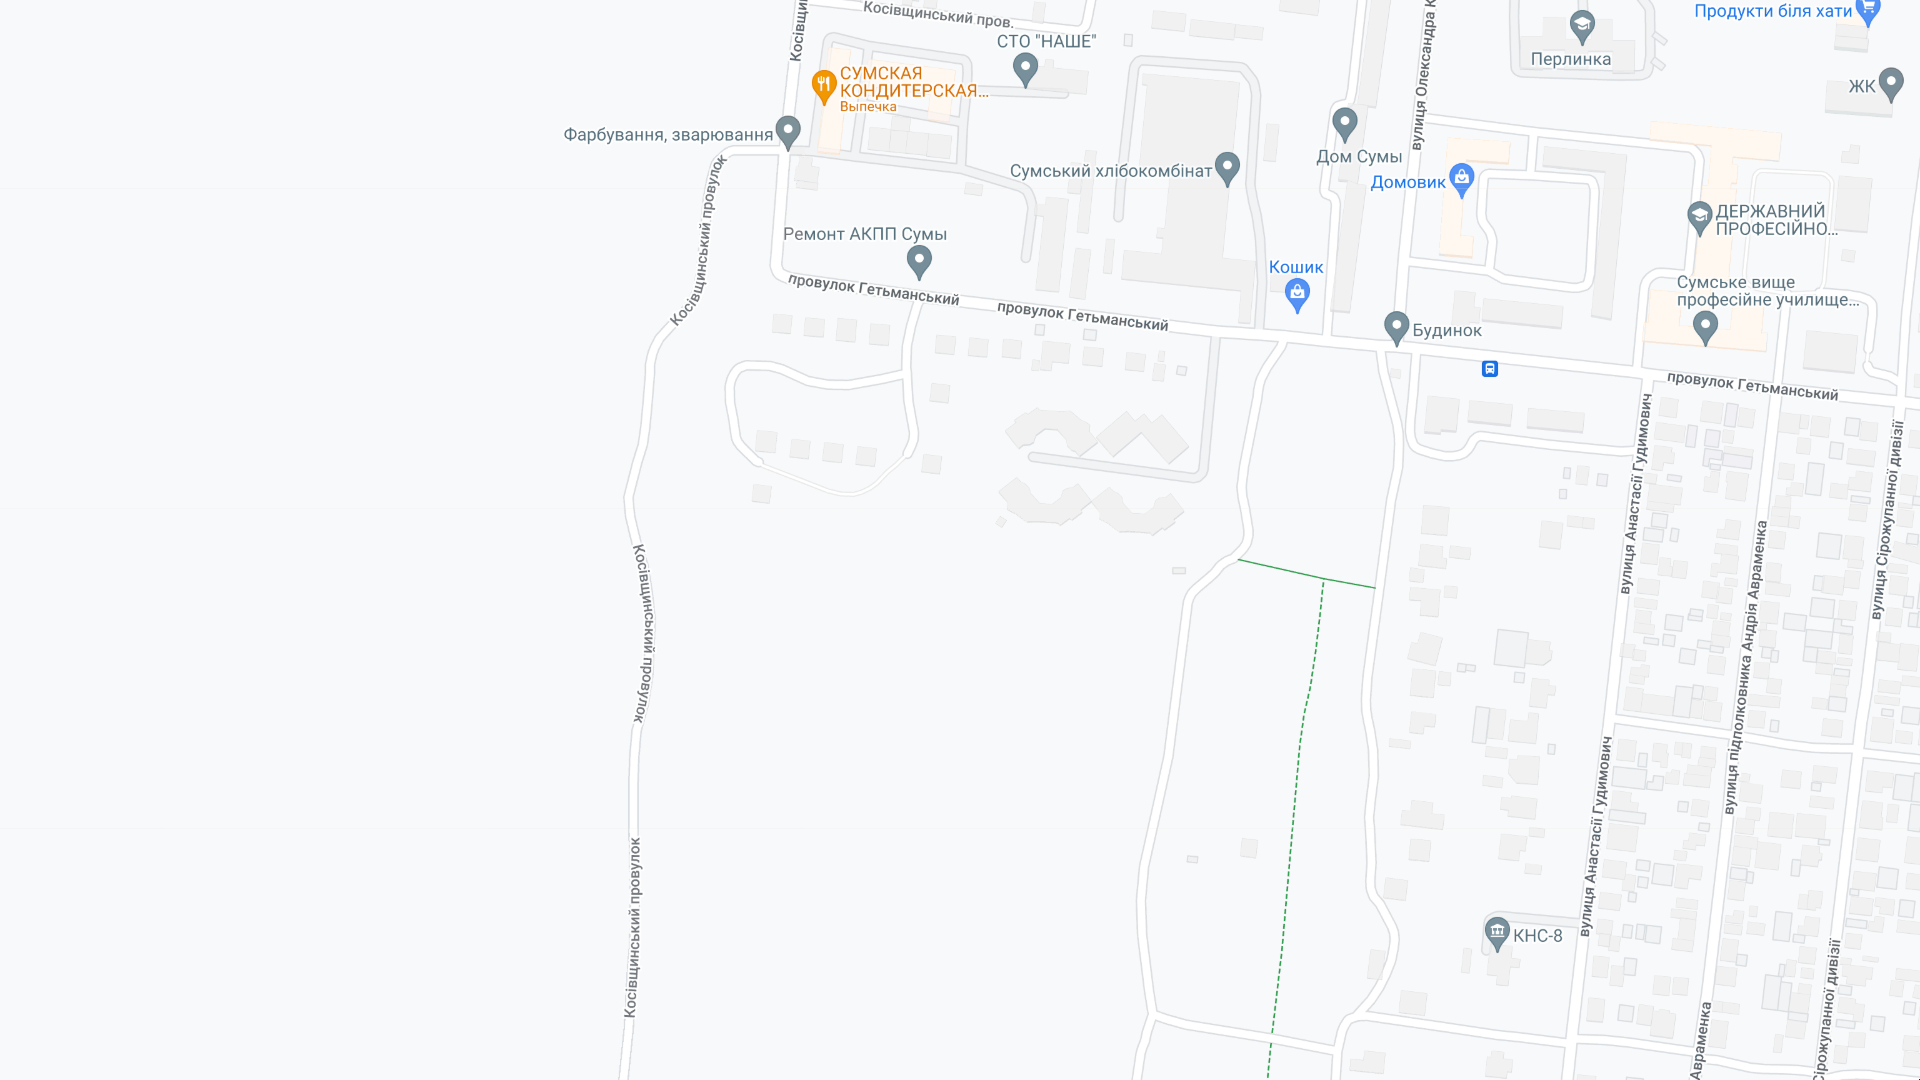 Косівщинський пров.
Косівщин
СТО "НАШЕ"
СУМСКАЯ
КОНДИТЕРСКАЯ...
Выпечка
Фарбування, зварювання
Косівщинський провулок
Сумський хлібокомбінат
Ремонт АКПП Сумы
провулок Гетьманський
провулок Гетьманський
Кошик
Дом Сумы
Домовик
вулиця Олександра К
Перлинка
Продукти біля хати
ЖК
ДЕРЖАВНИЙ
ПРОФЕСІЙНО...
Сумське вище
професійне училище...
Будинок
провулок Гетьманський
вулиця Анастасії Гудимович
вулиця Сірожупанної дивізії
Косівщинський провулок
вулиця підполковника Андрія Авраменка
вулиця Анастасії Гудимович
Косівщинський провулок
КНС-8
Сірожупанної дивізії
Авраменка